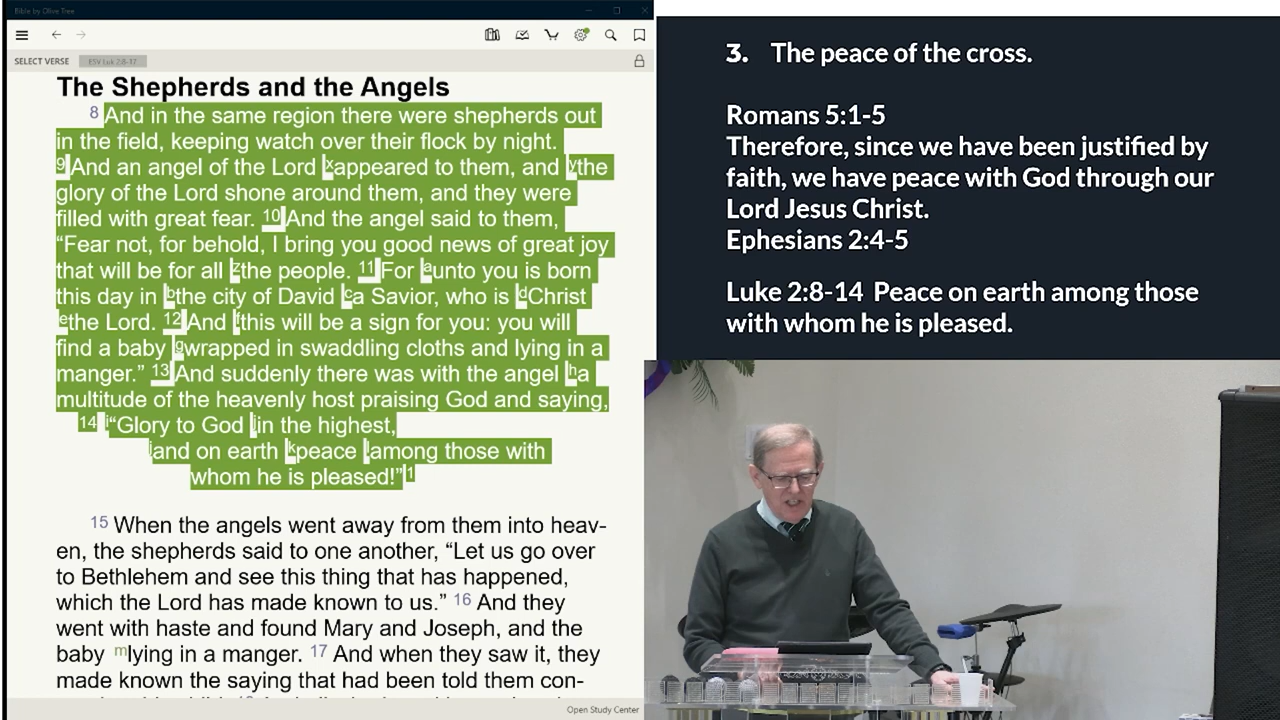 Bible by Olive Tree
SELECT VERSE
ESV Luk 2:8-17
The Shepherds and the Angels
8 And in the same region there were shepherds out
in the field, keeping watch over their flock by night.
9 And an angel of the Lord x appeared to them, and y the
glory of the Lord shone around them, and they were
filled with great fear. 10 And the angel said to them,
“Fear not, for behold, I bring you good news of great joy
that will be for all z the people. 11 For a unto you is born
this day in b the city of David c a Savior, who is d Christ
e the Lord. 12 And f this will be a sign for you: you will
find a baby g wrapped in swaddling cloths and lying in a
manger.” 13 And suddenly there was with the angel h a
multitude of the heavenly host praising God and saying,
14 i “Glory to God j in the highest,
j and on earth k peace l among those with
whom he is pleased!” 1
15 When the angels went away from them into heav-
en, the shepherds said to one another, “Let us go over
to Bethlehem and see this thing that has happened,
which the Lord has made known to us.” 16 And they
went with haste and found Mary and Joseph, and the
baby m lying in a manger. 17 And when they saw it, they
made known the saying that had been told them con-
Open Study Center
3. The peace of the cross.
Romans 5:1-5
Therefore, since we have been justified by
faith, we have peace with God through our
Lord Jesus Christ.
Ephesians 2:4-5
Luke 2:8-14 Peace on earth among those
with whom he is pleased.